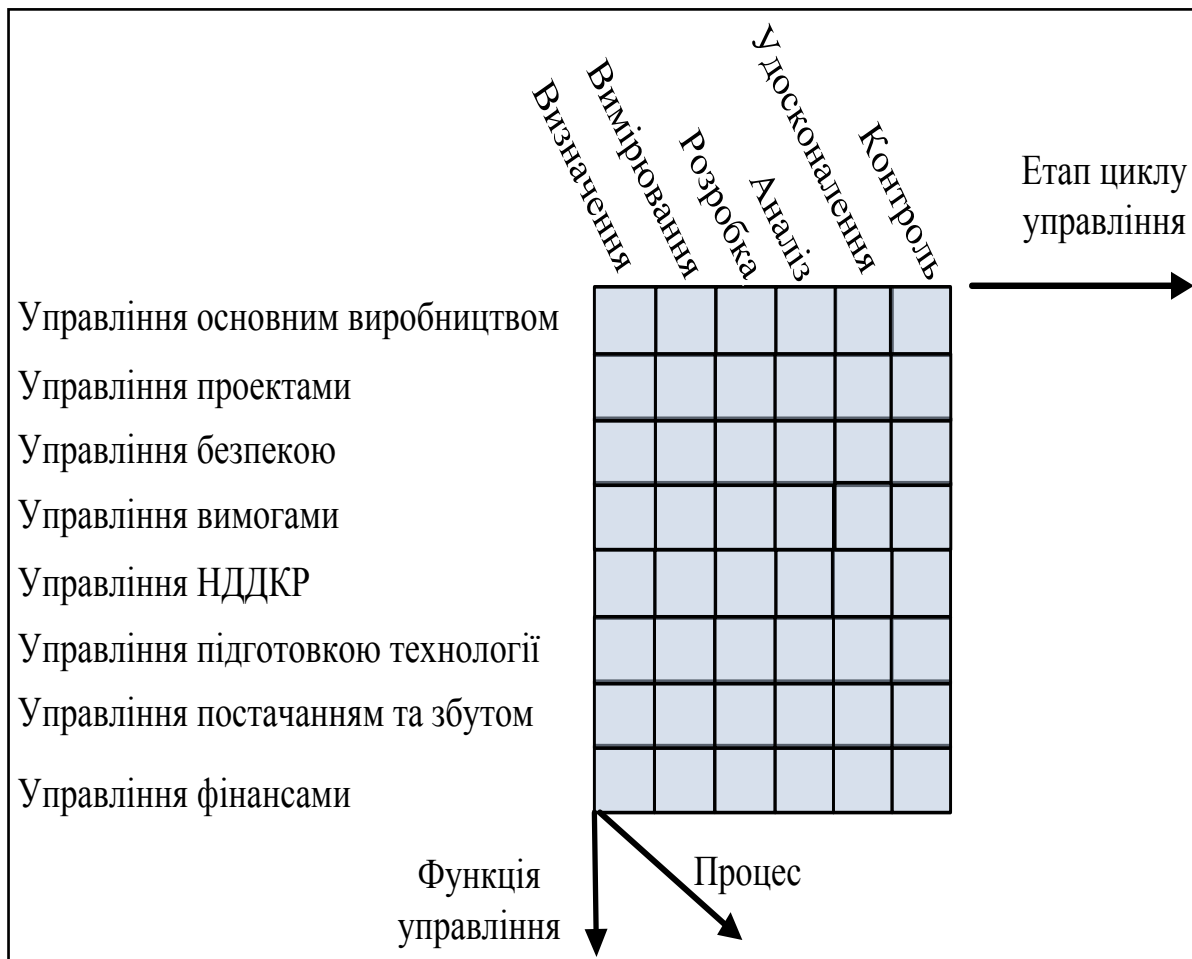 Визначення
Вимірювання
Розробка
Аналіз
Удосконалення
Контроль
Етап циклу
управління
Управління основним виробництвом
Управління проектами
Управління безпекою
Управління вимогами
Управління НДДКР
Управління підготовкою технології
Управління постачанням та збутом
Управління фінансами
Функція
управління
Процес